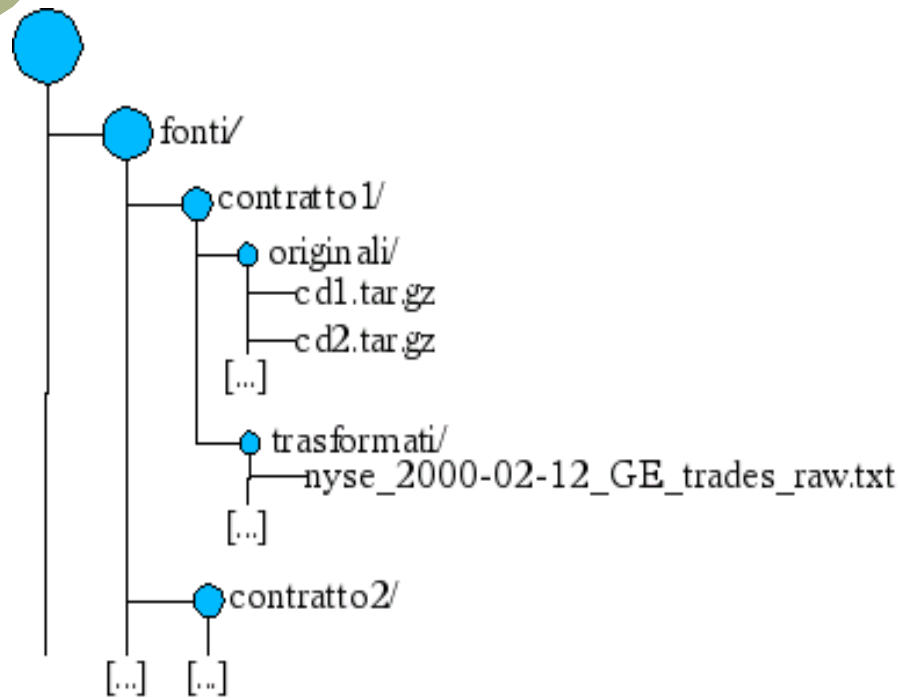 fonti/
contratto1/
originali/
cd1.tar.gz
cd2.tar.gz
[...]
trasformati/
nyse_2000-02-12_GE_trades_raw.txt
[...]
contratto2/
[...] [...]